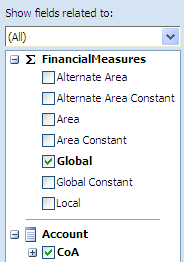 Show fields related to:
(All)
Σ FinancialMeasures
Alternate Area
Alternate Area Constant
Area
Area Constant
Global
Global Constant
Local
Account
CoA